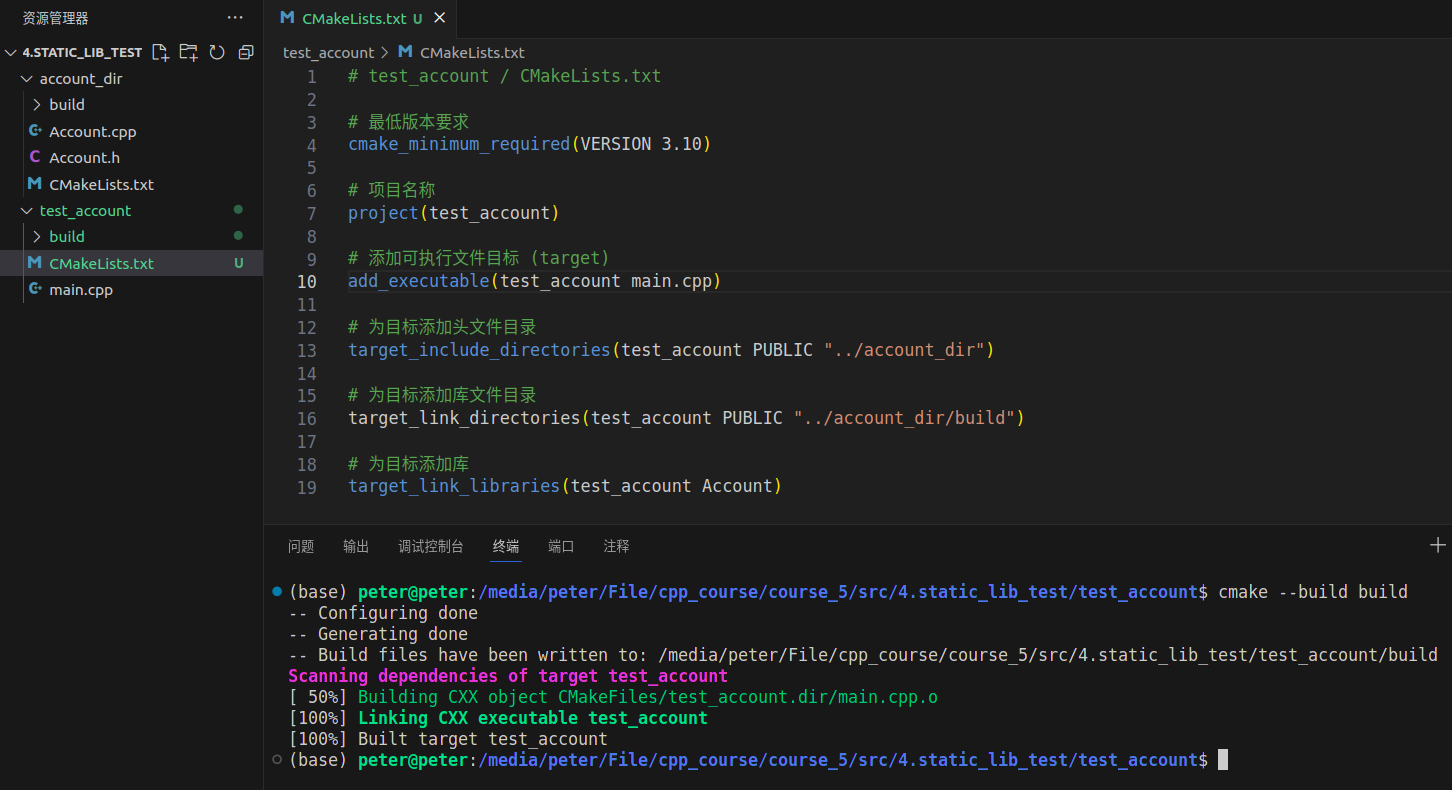 资源管理器 ···
4.STATIC_LIB_TEST
account_dir
build
Account.cpp
Account.h
CMakeLists.txt
test_account
build
CMakeLists.txt U
main.cpp
CMakeLists.txt U
test_account > CMakeLists.txt
1 # test_account / CMakeLists.txt
2
3 # 最低版本要求
4 cmake_minimum_required(VERSION 3.10)
5
6 # 项目名称
7 project(test_account)
8
9 # 添加可执行文件目标 (target)
10 add_executable(test_account main.cpp)
11
12 # 为目标添加头文件目录
13 target_include_directories(test_account PUBLIC "../account_dir")
14
15 # 为目标添加库文件目录
16 target_link_directories(test_account PUBLIC "../account_dir/build")
17
18 # 为目标添加库
19 target_link_libraries(test_account Account)
问题 输出 调试控制台 终端 端口 注释
(base) peter@peter:/media/peter/File/cpp_course/course_5/src/4.static_lib_test/test_account$ cmake --build build
-- Configuring done
-- Generating done
-- Build files have been written to: /media/peter/File/cpp_course/course_5/src/4.static_lib_test/test_account/build
Scanning dependencies of target test_account
[ 50%] Building CXX object CMakeFiles/test_account.dir/main.cpp.o
[100%] Linking CXX executable test_account
[100%] Built target test_account
(base) peter@peter:/media/peter/File/cpp_course/course_5/src/4.static_lib_test/test_account$